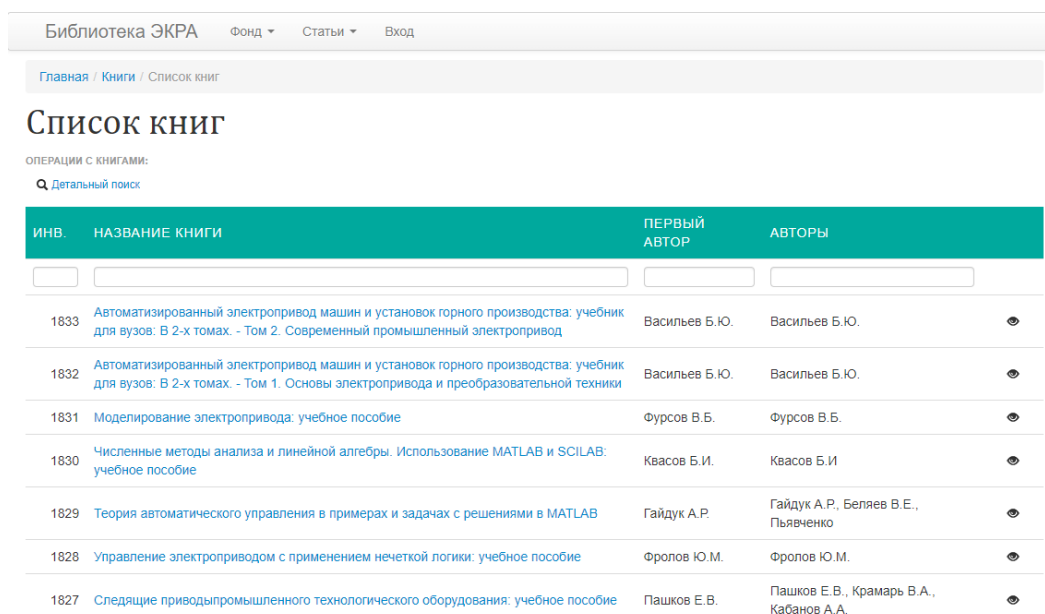 Библиотека ЭКРА Фонд Статьи Вход
Главная / Книги / Список книг
Список книг
ОПЕРАЦИИ С КНИГАМИ:
Детальный поиск
ИНВ. НАЗВАНИЕ КНИГИ ПЕРВЫЙ АВТОР АВТОРЫ
1833 Автоматизированный электропривод машин и установок горного производства: учебник
для вузов: В 2-х томах. - Том 2. Современный промышленный электропривод Васильев Б.Ю. Васильев Б.Ю.
1832 Автоматизированный электропривод машин и установок горного производства: учебник
для вузов: В 2-х томах. - Том 1. Основы электропривода и преобразовательной техники Васильев Б.Ю. Васильев Б.Ю.
1831 Моделирование электропривода: учебное пособие Фурсов В.Б. Фурсов В.Б.
1830 Численные методы анализа и линейной алгебры. Использование MATLAB и SCILAB:
учебное пособие Квасов Б.И. Квасов Б.И
1829 Теория автоматического управления в примерах и задачах с решениями в MATLAB Гайдук А.Р. Гайдук А.Р., Беляев В.Е.,
Пьявченко
1828 Управление электроприводом с применением нечеткой логики: учебное пособие Фролов Ю.М. Фролов Ю.М.
1827 Следящие приводыпромышленного технологического оборудования: учебное пособие Пашков Е.В. Пашков Е.В., Крамарь В.А.,
Кабанов А.А.